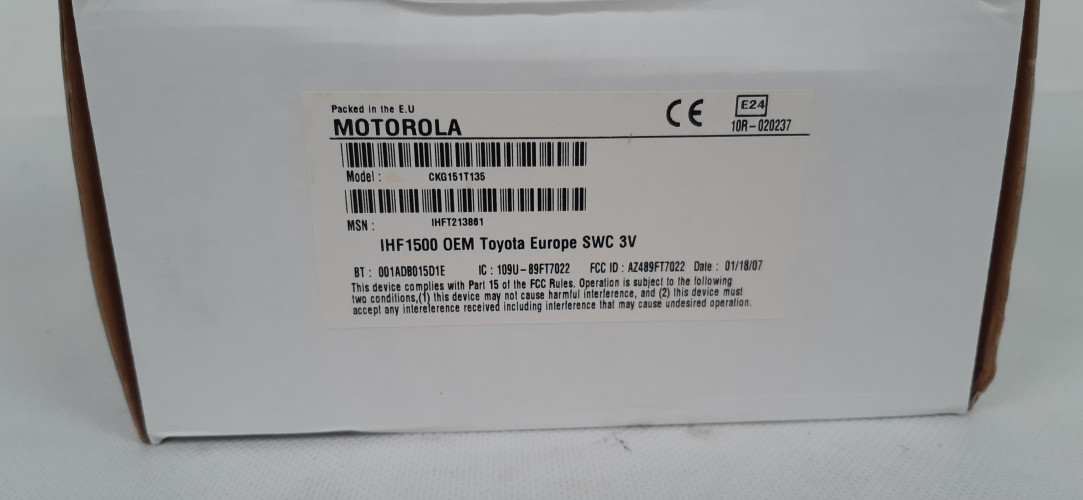 Packed in the E.U
MOTOROLA
CE
E24
10R-020237
Model : CKG151T135
MSN : IHFT213861
IHF1500 OEM Toyota Europe SWC 3V
BT : 001ADB015D1E IC : 109U-89FT7022 FCC ID : AZ489FT7022 Date : 01/18/07
This device complies with Part 15 of the FCC Rules. Operation is subject to the following
two conditions,(1) this device may not cause harmful interference, and (2) this device must
accept any interelerence received including interference that may cause undesired operation.